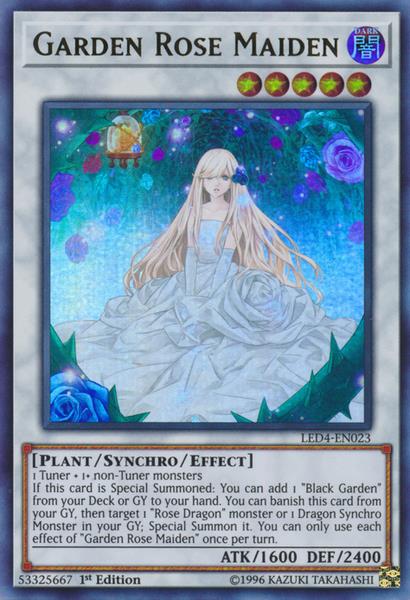 GARDEN ROSE MAIDEN
DARK
闇
LED4-EN023
[PLANT/SYNCHRO/EFFECT]
1 Tuner + 1+ non-Tuner monsters
If this card is Special Summoned: You can add 1 "Black Garden"
from your Deck or GY to your hand. You can banish this card from
your GY, then target 1 "Rose Dragon" monster or 1 Dragon Synchro
Monster in your GY; Special Summon it. You can only use each
effect of "Garden Rose Maiden" once per turn.
ATK/1600 DEF/2400
53325667 1st Edition ©1996 KAZUKI TAKAHASHI